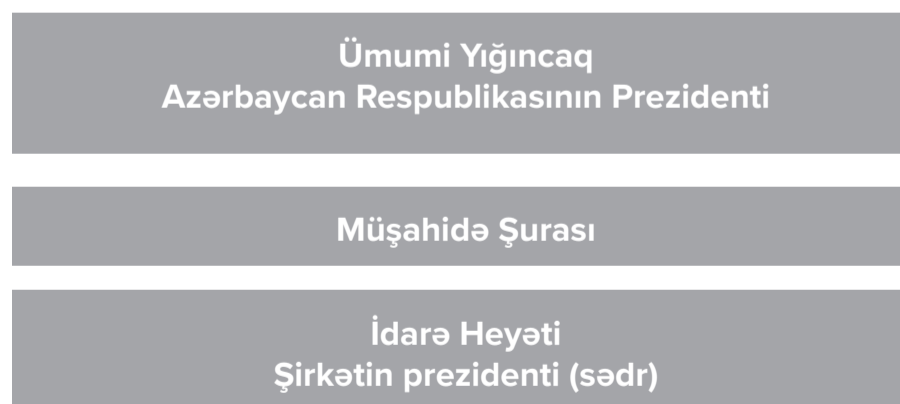 Ümumi Yığıncaq
Azərbaycan Respublikasının Prezidenti
Müşahidə Şurası
İdarə Heyəti
Şirkətin prezidenti (sədr)